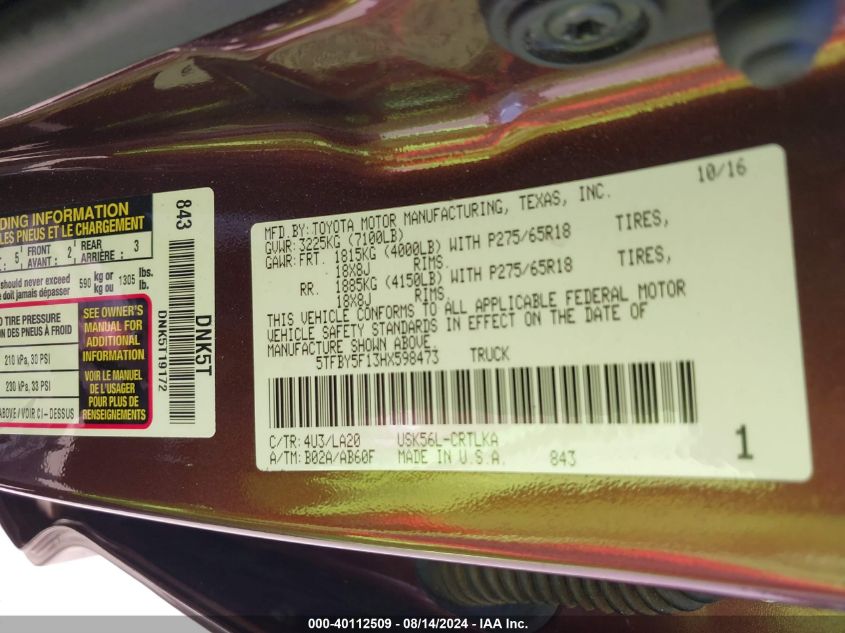 DING INFORMATION
LES PNEUS ET LE CHARGEMENT
5 FRONT AVANT : 2 REAR ARRIÈRE : 3
should never exceed 590 kg or 1305 lbs.
e doit jamais dépasser kg ou lb.
TIRE PRESSURE
ON DES PNEUS À FROID
210 kPa, 30 PSI
230 kPa, 33 PSI
ABOVE/VOIR CI-DESSUS
SEE OWNER'S
MANUAL FOR
ADDITIONAL
INFORMATION
VOIR LE MANUEL
DE L'USAGER
POUR PLUS DE
RENSEIGNEMENTS
843
DNK5T19172
DNK5T
10/16
MFD.BY:TOYOTA MOTOR MANUFACTURING, TEXAS, INC.
GVWR: 3225KG (7100LB)
GAWR: FRT. 1815KG (4000LB) WITH P275/65R18 TIRES,
18X8J RIMS.
RR. 1885KG (4150LB) WITH P275/65R18 TIRES,
18X8J RIMS.
THIS VEHICLE CONFORMS TO ALL APPLICABLE FEDERAL MOTOR
VEHICLE SAFETY STANDARDS IN EFFECT ON THE DATE OF
MANUFACTURE SHOWN ABOVE.
5TFBY5F13HX598473 TRUCK
C/TR: 4U3/LA20 USK56L-CRTLKA
A/TM: B02A/AB60F MADE IN U.S.A. 843
1
000-40112509 - 08/14/2024 - IAA Inc.